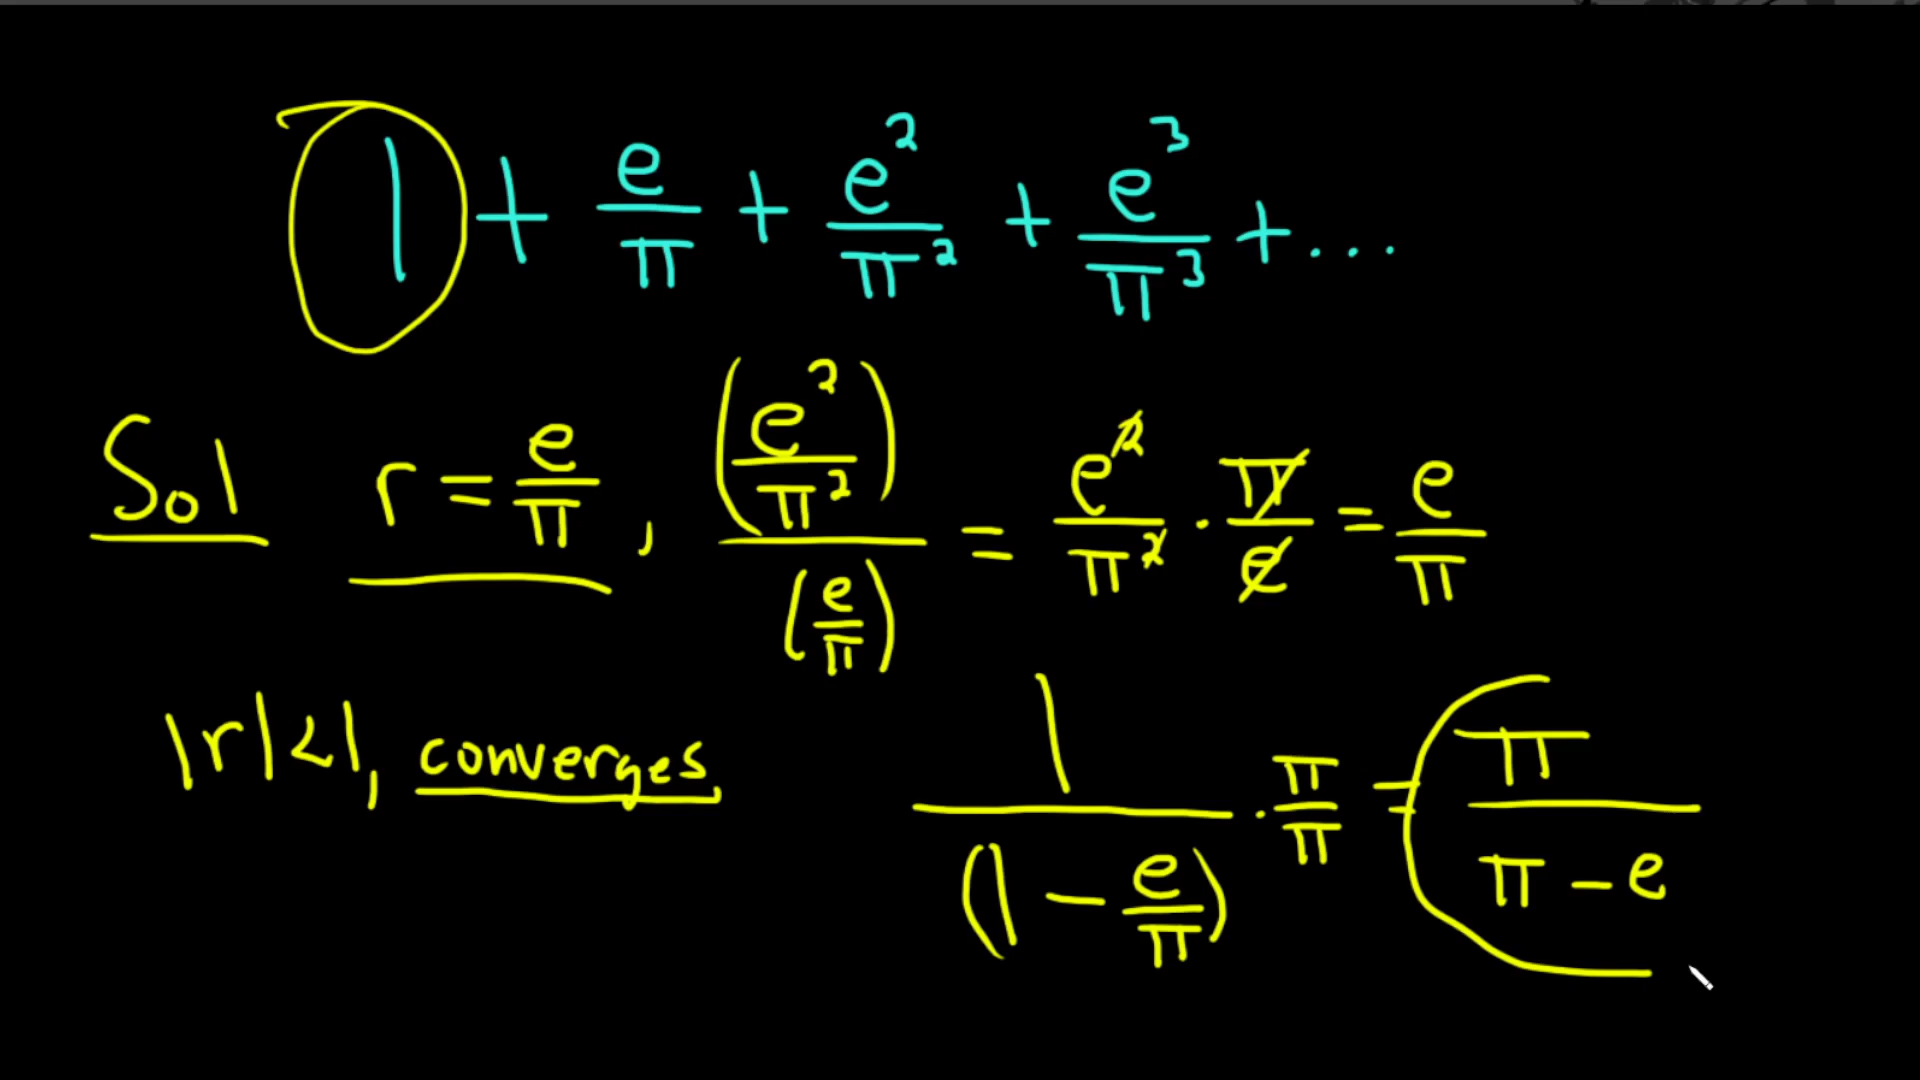 1 + e/π + e²/π² + e³/π³ + ...
Sol r = e/π , (e²/π²)/(e/π) = e²/π² · π/e = e/π
|r| < 1, converges
1/(1 - e/π) · π/π = π/(π - e)